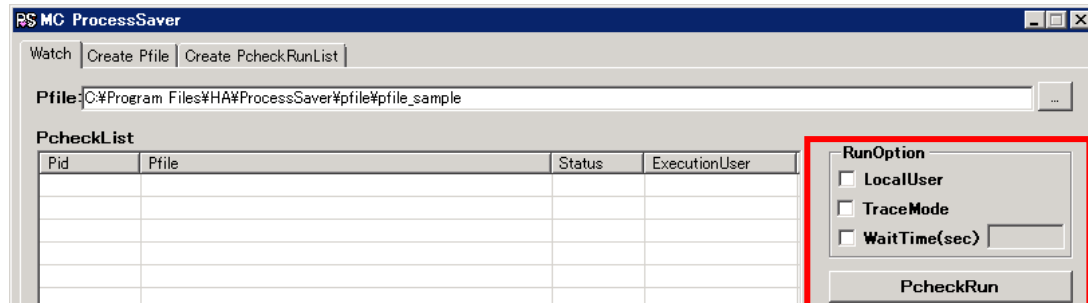 PS MC ProcessSaver
Watch Create Pfile Create PcheckRunList
Pfile: C:¥Program Files¥HA¥ProcessSaver¥pfile¥pfile_sample ...
PcheckList
Pid Pfile Status ExecutionUser
RunOption
LocalUser
TraceMode
WaitTime(sec)
PcheckRun